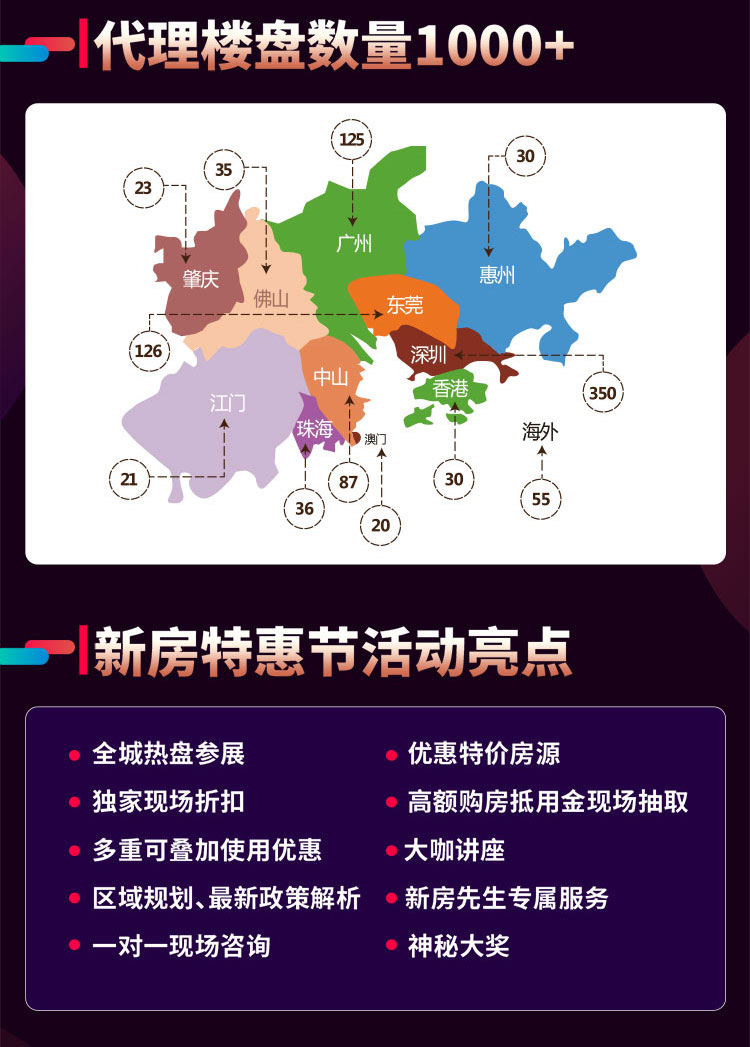 代理楼盘数量1000+
125
35
30
23
广州
肇庆
惠州
佛山
东莞
126
深圳
中山
香港
350
江门
珠海
澳门
海外
21
36
87
20
30
55
新房特惠节活动亮点
全城热盘参展
优惠特价房源
独家现场折扣
高额购房抵用金现场抽取
多重可叠加使用优惠
大咖讲座
区域规划、最新政策解析
新房先生专属服务
一对一现场咨询
神秘大奖